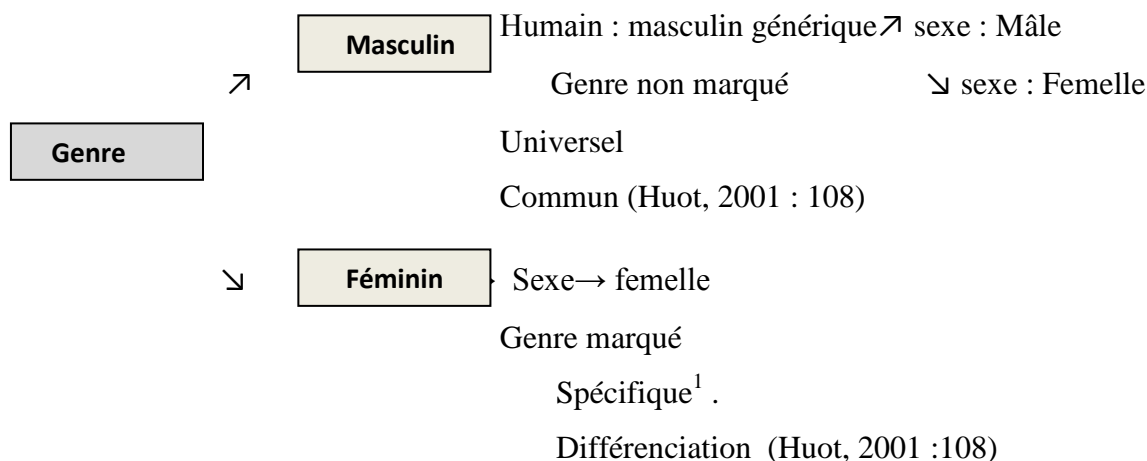 Masculin Humain : masculin générique↗ sexe : Mâle
↗ Genre non marqué ↘ sexe : Femelle
Genre Universel
Commun (Huot, 2001 : 108)
↘ Féminin Sexe→ femelle
Genre marqué
Spécifique¹ .
Différenciation (Huot, 2001 :108)